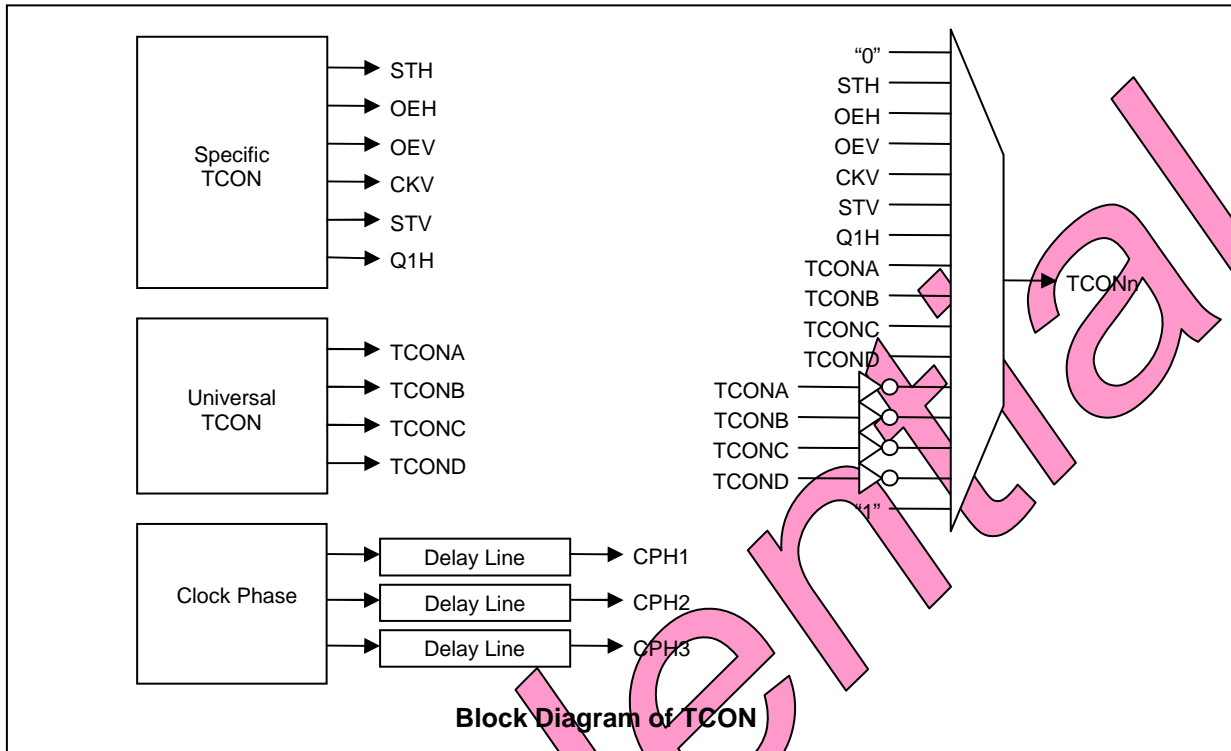 Specific
TCON
STH
OEH
OEV
CKV
STV
Q1H
Universal
TCON
TCONA
TCONB
TCONC
TCOND
Clock Phase
Delay Line
CPH1
Delay Line
CPH2
Delay Line
CPH3
“0”
STH
OEH
OEV
CKV
STV
Q1H
TCONA
TCONB
TCONC
TCOND
TCONA
TCONB
TCONC
TCOND
“1”
TCONn
Block Diagram of TCON
dential